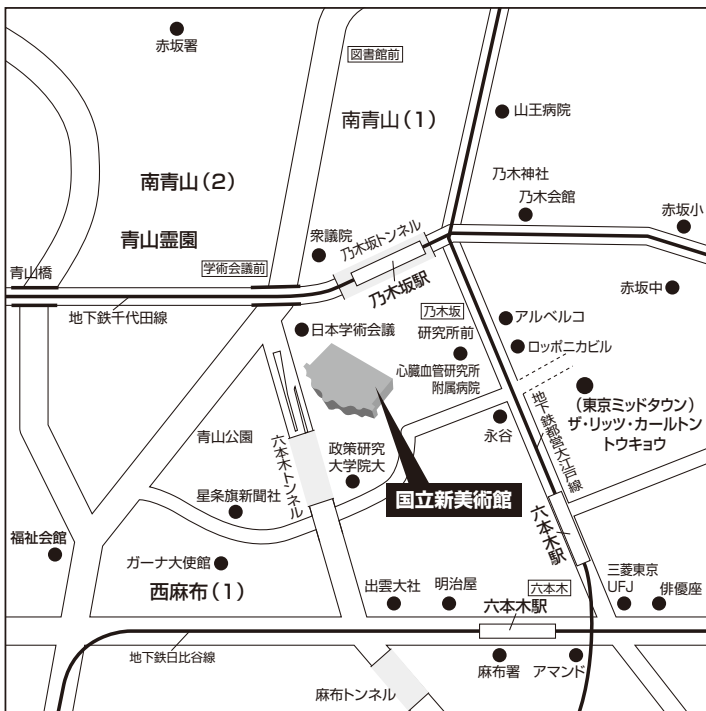 赤坂署
図書館前
南青山(1)
山王病院
南青山(2)
乃木神社
乃木会館
赤坂小
青山霊園
衆議院
乃木坂トンネル
学術会議前
青山橋
乃木坂駅
赤坂中
地下鉄千代田線
乃木坂
アルベルコ
日本学術会議
研究所前
ロッポニカビル
心臓血管研究所
附属病院
(東京ミッドタウン)
ザ・リッツ・カールトン
トウキョウ
地下鉄都営大江戸線
永谷
青山公園
六本木トンネル
政策研究
大学院大
国立新美術館
星条旗新聞社
六本木駅
福祉会館
ガーナ大使館
西麻布(1)
出雲大社
明治屋
六本木
三菱東京
UFJ
俳優座
六本木駅
地下鉄日比谷線
麻布署
アマンド
麻布トンネル